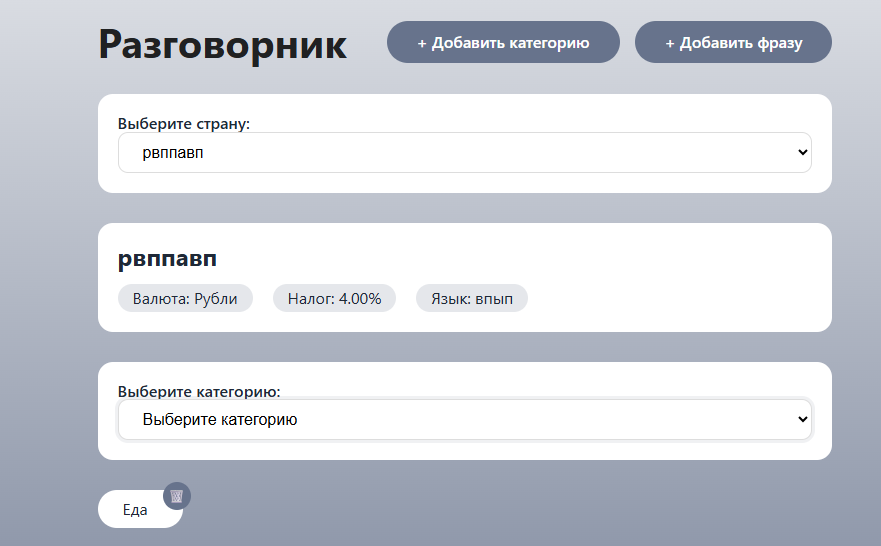 Разговорник
+ Добавить категорию
+ Добавить фразу
Выберите страну:
рвппавп
рвппавп
Валюта: Рубли
Налог: 4.00%
Язык: впып
Выберите категорию:
Выберите категорию
Еда